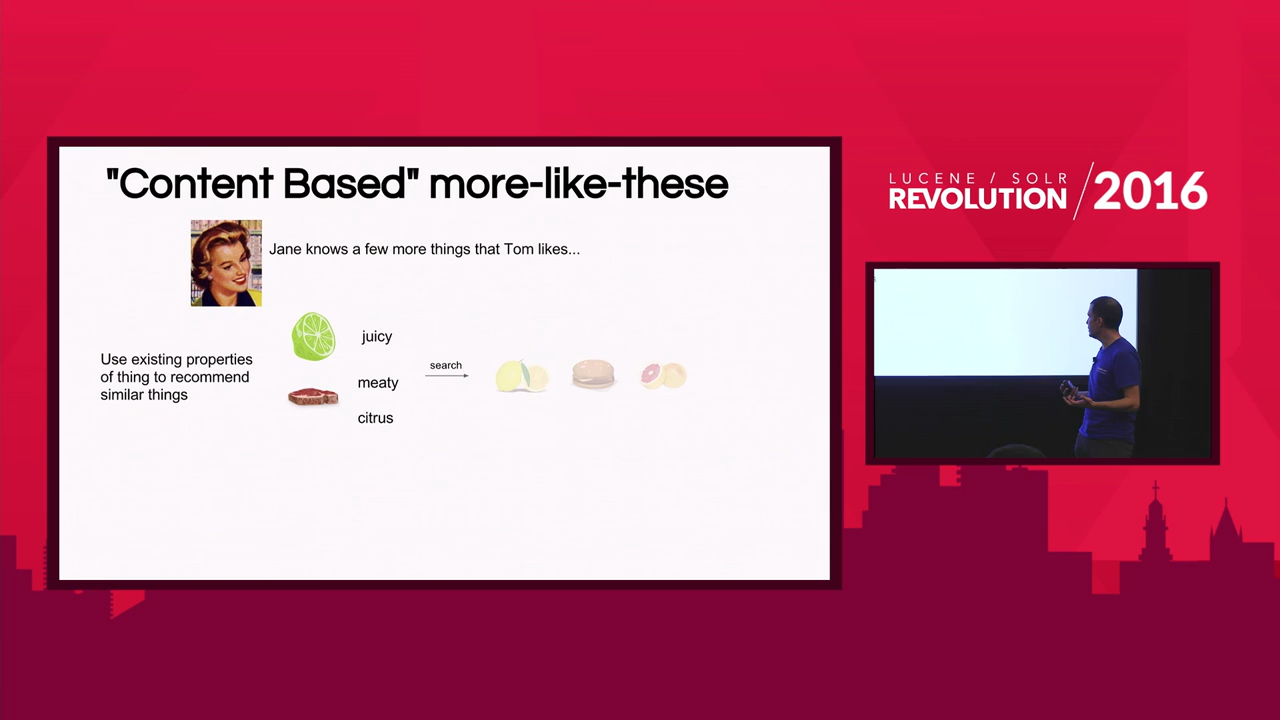 "Content Based" more-like-these
Jane knows a few more things that Tom likes...
Use existing properties
of thing to recommend
similar things
juicy
meaty
citrus
search
LUCENE / SOLR
REVOLUTION / 2016